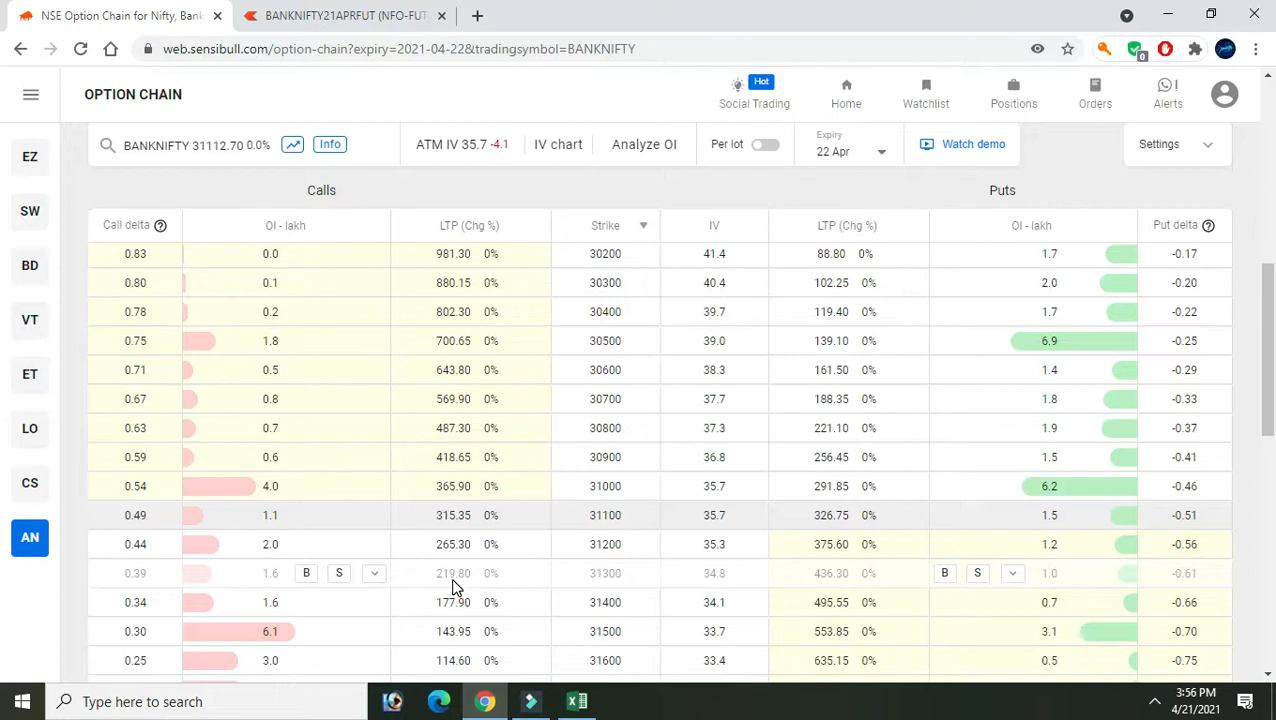 NSE Option Chain for Nifty, Bank
BANKNIFTY21APRFUT (NFO-FUT
web.sensibull.com/option-chain?expiry=2021-04-22&tradingsymbol=BANKNIFTY
0
OPTION CHAIN
Hot
Social Trading
Home
Watchlist
Positions
Orders
Alerts
BANKNIFTY 31112.70 0.0% Info
ATM IV 35.7 -4.1
IV chart
Analyze OI
Per lot
Expiry
22 Apr
Watch demo
Settings
EZ
SW
BD
VT
ET
LO
CS
AN
Calls Puts
Call delta OI - lakh LTP (Chg %) Strike IV LTP (Chg %) OI - lakh Put delta
0.83 0.0 981.30 0% 30200 41.4 88.80 0% 1.7 -0.17
0.80 0.1 880.15 0% 30300 40.4 102.25 0% 2.0 -0.20
0.78 0.2 802.30 0% 30400 39.7 119.40 0% 1.7 -0.22
0.75 1.8 700.65 0% 30500 39.0 139.10 0% 6.9 -0.25
0.71 0.5 643.80 0% 30600 38.3 161.50 0% 1.4 -0.29
0.67 0.8 569.90 0% 30700 37.7 188.35 0% 1.8 -0.33
0.63 0.7 487.30 0% 30800 37.3 221.10 0% 1.9 -0.37
0.59 0.6 418.65 0% 30900 36.8 256.45 0% 1.5 -0.41
0.54 4.0 365.90 0% 31000 35.7 291.85 0% 6.2 -0.46
0.49 1.1 315.35 0% 31100 35.7 326.75 0% 1.5 -0.51
0.44 2.0 265.30 0% 31200 35.3 375.60 0% 1.2 -0.56
0.39 1.6 B S 219.80 0% 31300 34.8 436.30 0% B S 1.0 -0.61
0.34 1.6 177.90 0% 31400 34.1 495.55 0% 0.7 -0.66
0.30 6.1 143.95 0% 31500 33.7 553.85 0% 3.1 -0.70
0.25 3.0 114.60 0% 31600 33.4 635.15 0% 0.5 -0.75
Type here to search
3:56 PM
4/21/2021